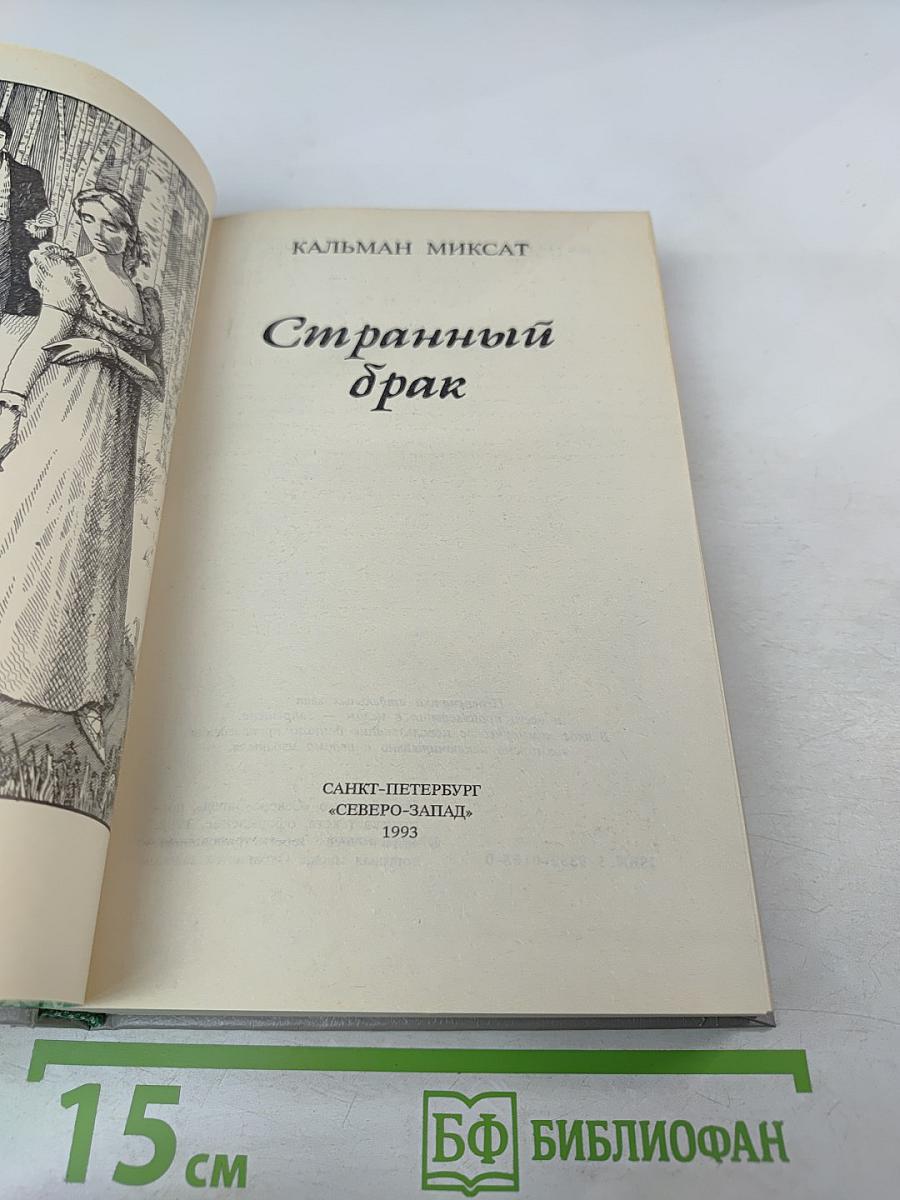 КАЛЬМАН МИКСАТ
Странный
брак
САНКТ-ПЕТЕРБУРГ
«СЕВЕРО-ЗАПАД»
1993
15 см
БФ БИБЛИОФАН